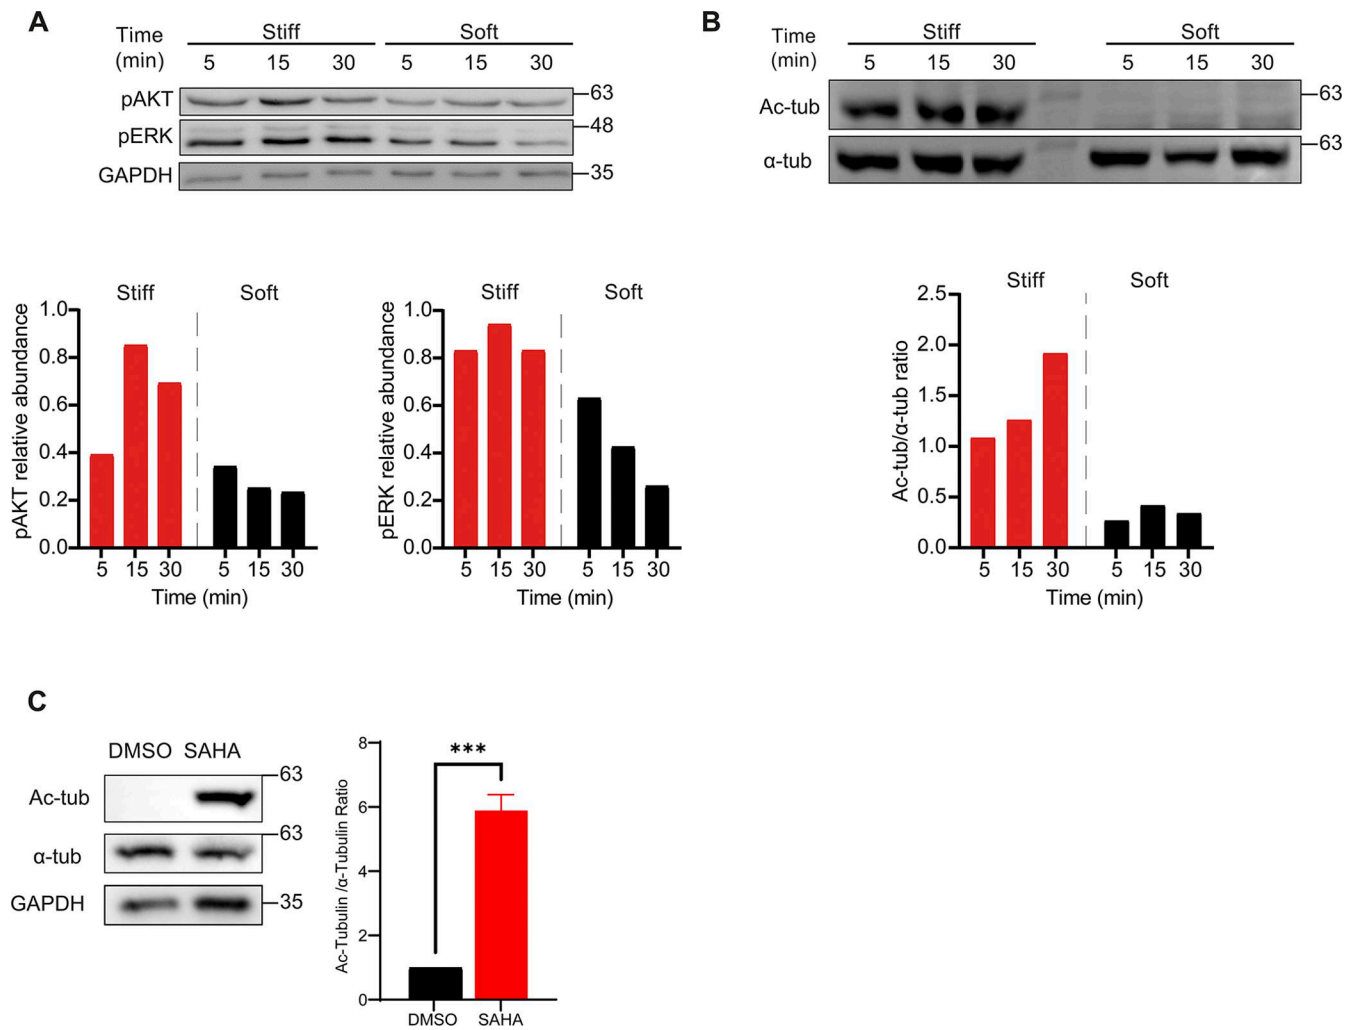 A
Time
(min)
Stiff
Soft
5 15 30 5 15 30
pAKT
63
pERK
48
GAPDH
35
Stiff Soft
pAKT relative abundance
1.0
0.8
0.6
0.4
0.2
0.0
5 15 30 5 15 30
Time (min)
Stiff Soft
pERK relative abundance
1.0
0.8
0.6
0.4
0.2
0.0
5 15 30 5 15 30
Time (min)
B
Time
(min)
Stiff
Soft
5 15 30 5 15 30
Ac-tub
63
α-tub
63
Stiff Soft
Ac-tub/α-tub ratio
2.5
2.0
1.5
1.0
0.5
0.0
5 15 30 5 15 30
Time (min)
C
DMSO SAHA
Ac-tub
63
α-tub
63
GAPDH
35
Ac-Tubulin /α-Tubulin Ratio
8
6
4
2
0
***
DMSO SAHA